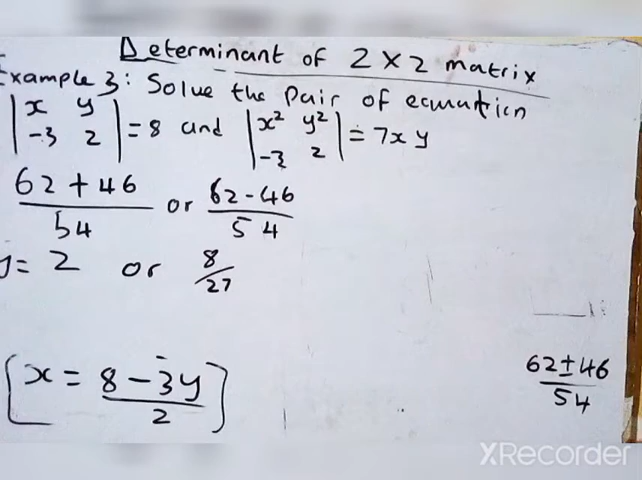 Determinant of 2 x 2 matrix
Example 3: Solve the pair of equation
|x y; -3 2| = 8 and |x² y²; -3 2| = 7xy
(62 + 46)/54 or (62 - 46)/54
y = 2 or 8/27
[x = (8 - 3y)/2]
(62 ± 46)/54
XRecorder